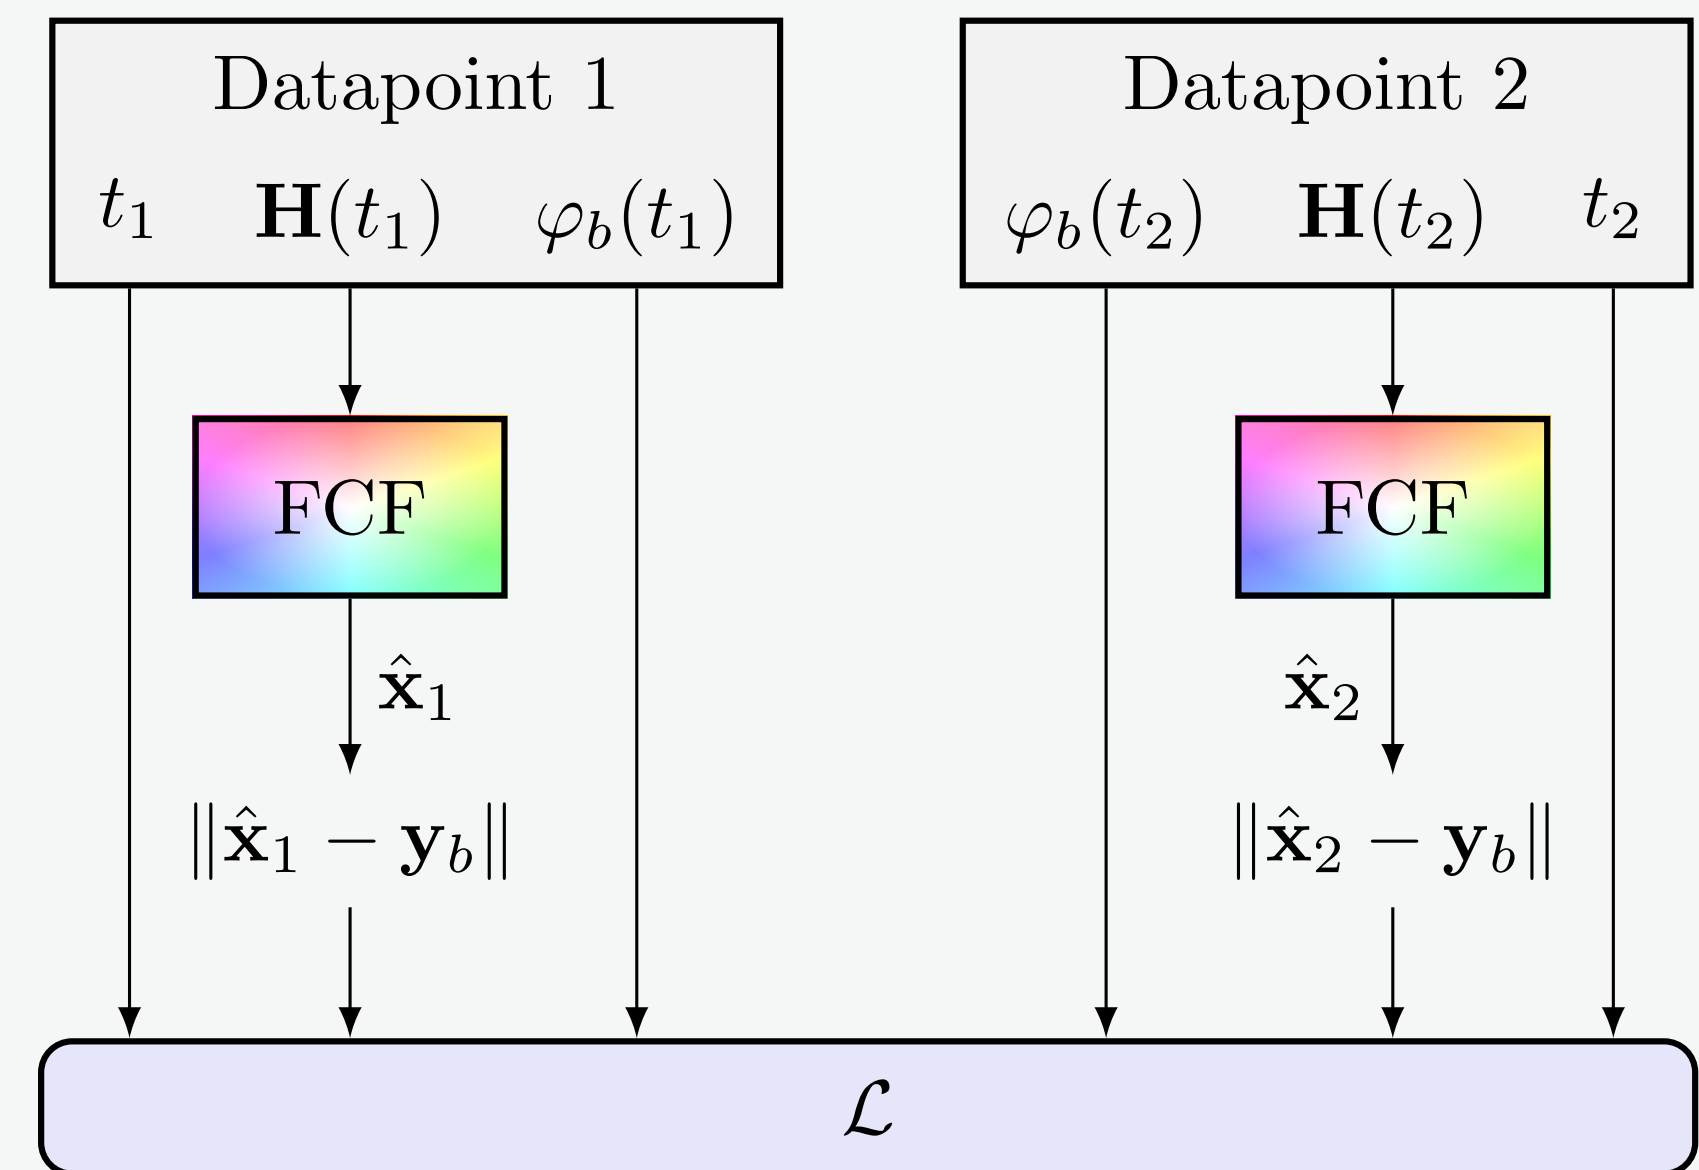 Datapoint 1
t₁ 𝐇(t₁) φ_b(t₁)
Datapoint 2
φ_b(t₂) 𝐇(t₂) t₂
FCF
FCF
𝐱̂₁
𝐱̂₂
‖𝐱̂₁ − 𝐲_b‖
‖𝐱̂₂ − 𝐲_b‖
ℒ